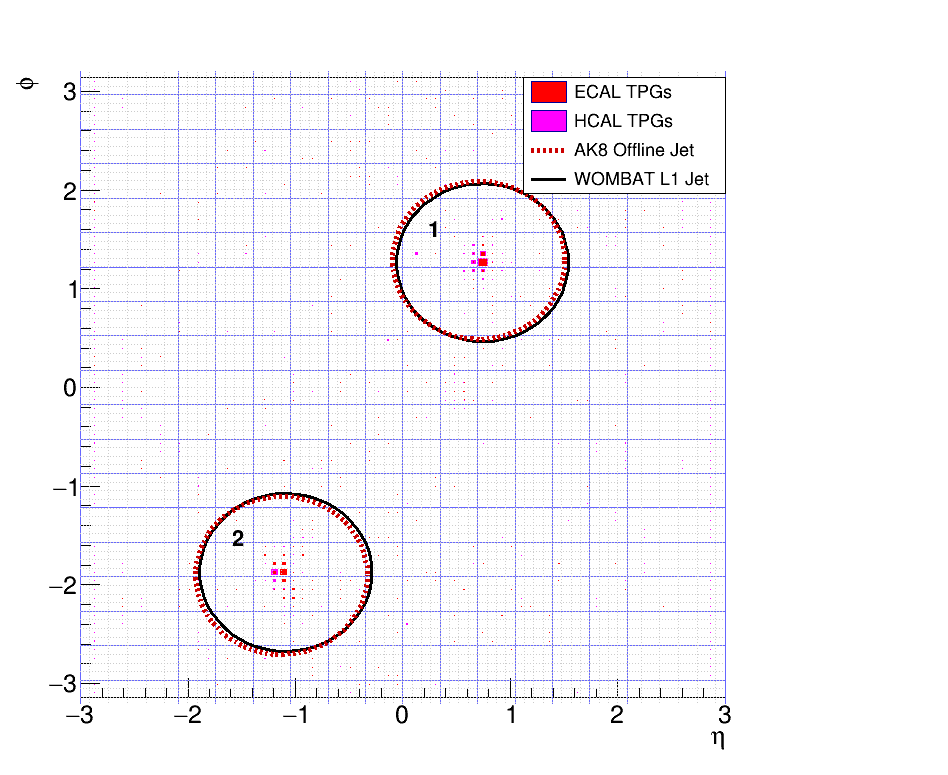 φ
3
2
1
0
−1
−2
−3
ECAL TPGs
HCAL TPGs
AK8 Offline Jet
WOMBAT L1 Jet
1
2
−3 −2 −1 0 1 2 3
η